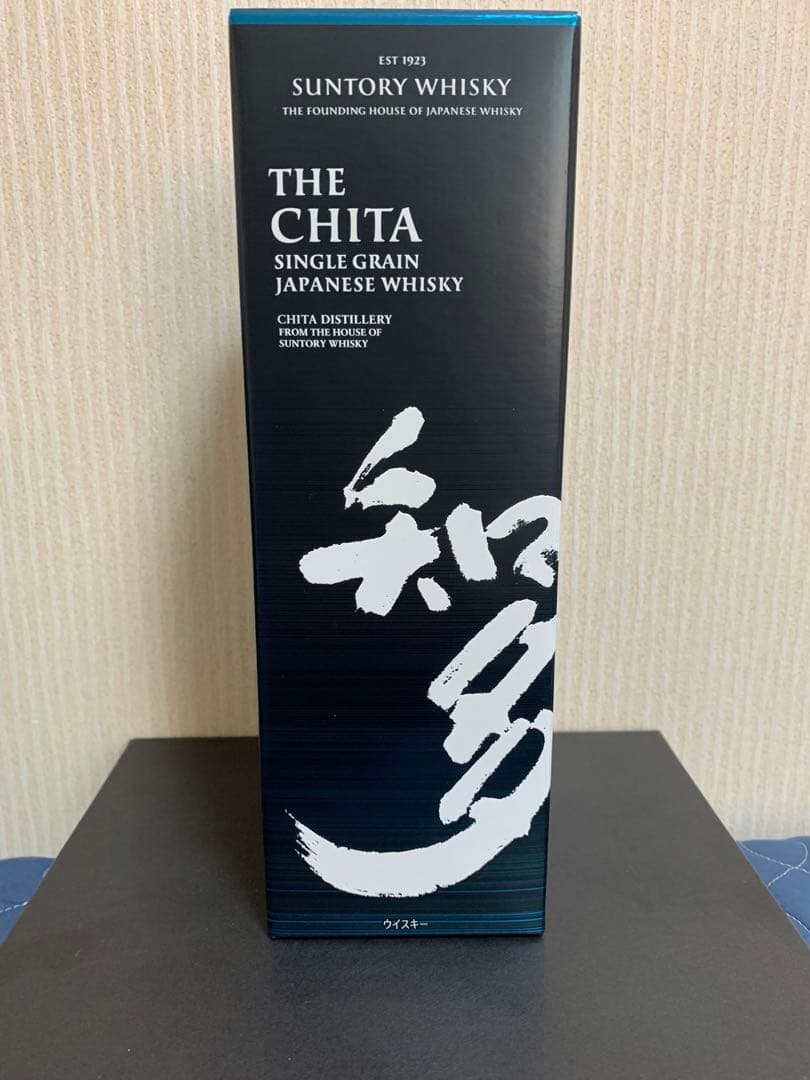 EST 1923
SUNTORY WHISKY
THE FOUNDING HOUSE OF JAPANESE WHISKY
THE
CHITA
SINGLE GRAIN
JAPANESE WHISKY
CHITA DISTILLERY
FROM THE HOUSE OF
SUNTORY WHISKY
知
多
ウイスキー